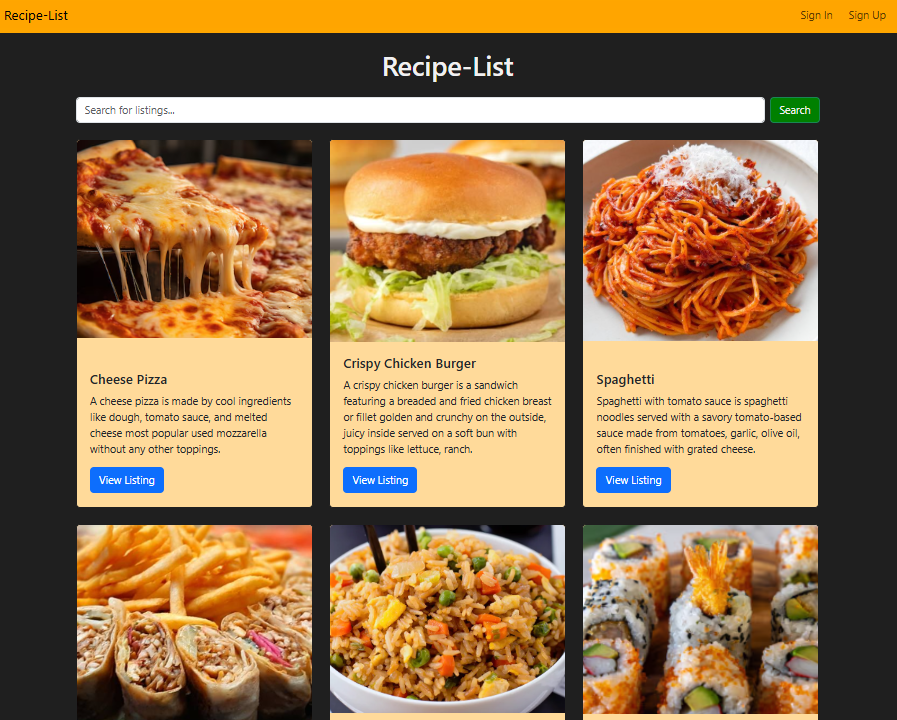 Recipe-List
Sign In
Sign Up
Recipe-List
Search for listings...
Search
Cheese Pizza
A cheese pizza is made by cool ingredients
like dough, tomato sauce, and melted
cheese most popular used mozzarella
without any other toppings.
View Listing
Crispy Chicken Burger
A crispy chicken burger is a sandwich
featuring a breaded and fried chicken breast
or fillet golden and crunchy on the outside,
juicy inside served on a soft bun with
toppings like lettuce, ranch.
View Listing
Spaghetti
Spaghetti with tomato sauce is spaghetti
noodles served with a savory tomato-based
sauce made from tomatoes, garlic, olive oil,
often finished with grated cheese.
View Listing